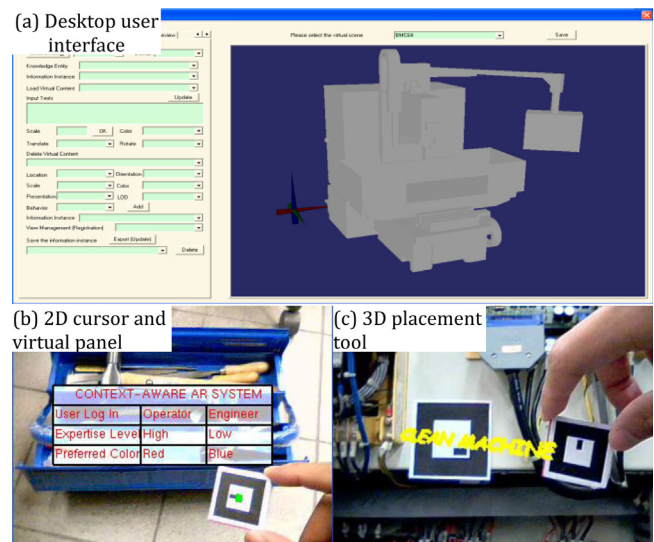 (a) Desktop user
interface
Please select the virtual scene
Save
Knowledge Entity
Information Instance
Load Virtual Content
Input Texts
Update
Scale
OK
Color
Translate
Rotate
Delete Virtual Content
Location
Orientation
Scale
Color
Presentation
LOD
Behavior
Add
Information Instance
View Management (Registration)
Save the information instance
Export (Update)
Delete
(b) 2D cursor and
virtual panel
CONTEXT-AWARE AR SYSTEM
User Log In Operator Engineer
Expertise Level High Low
Preferred Color Red Blue
(c) 3D placement
tool
CLEAN MACHINE